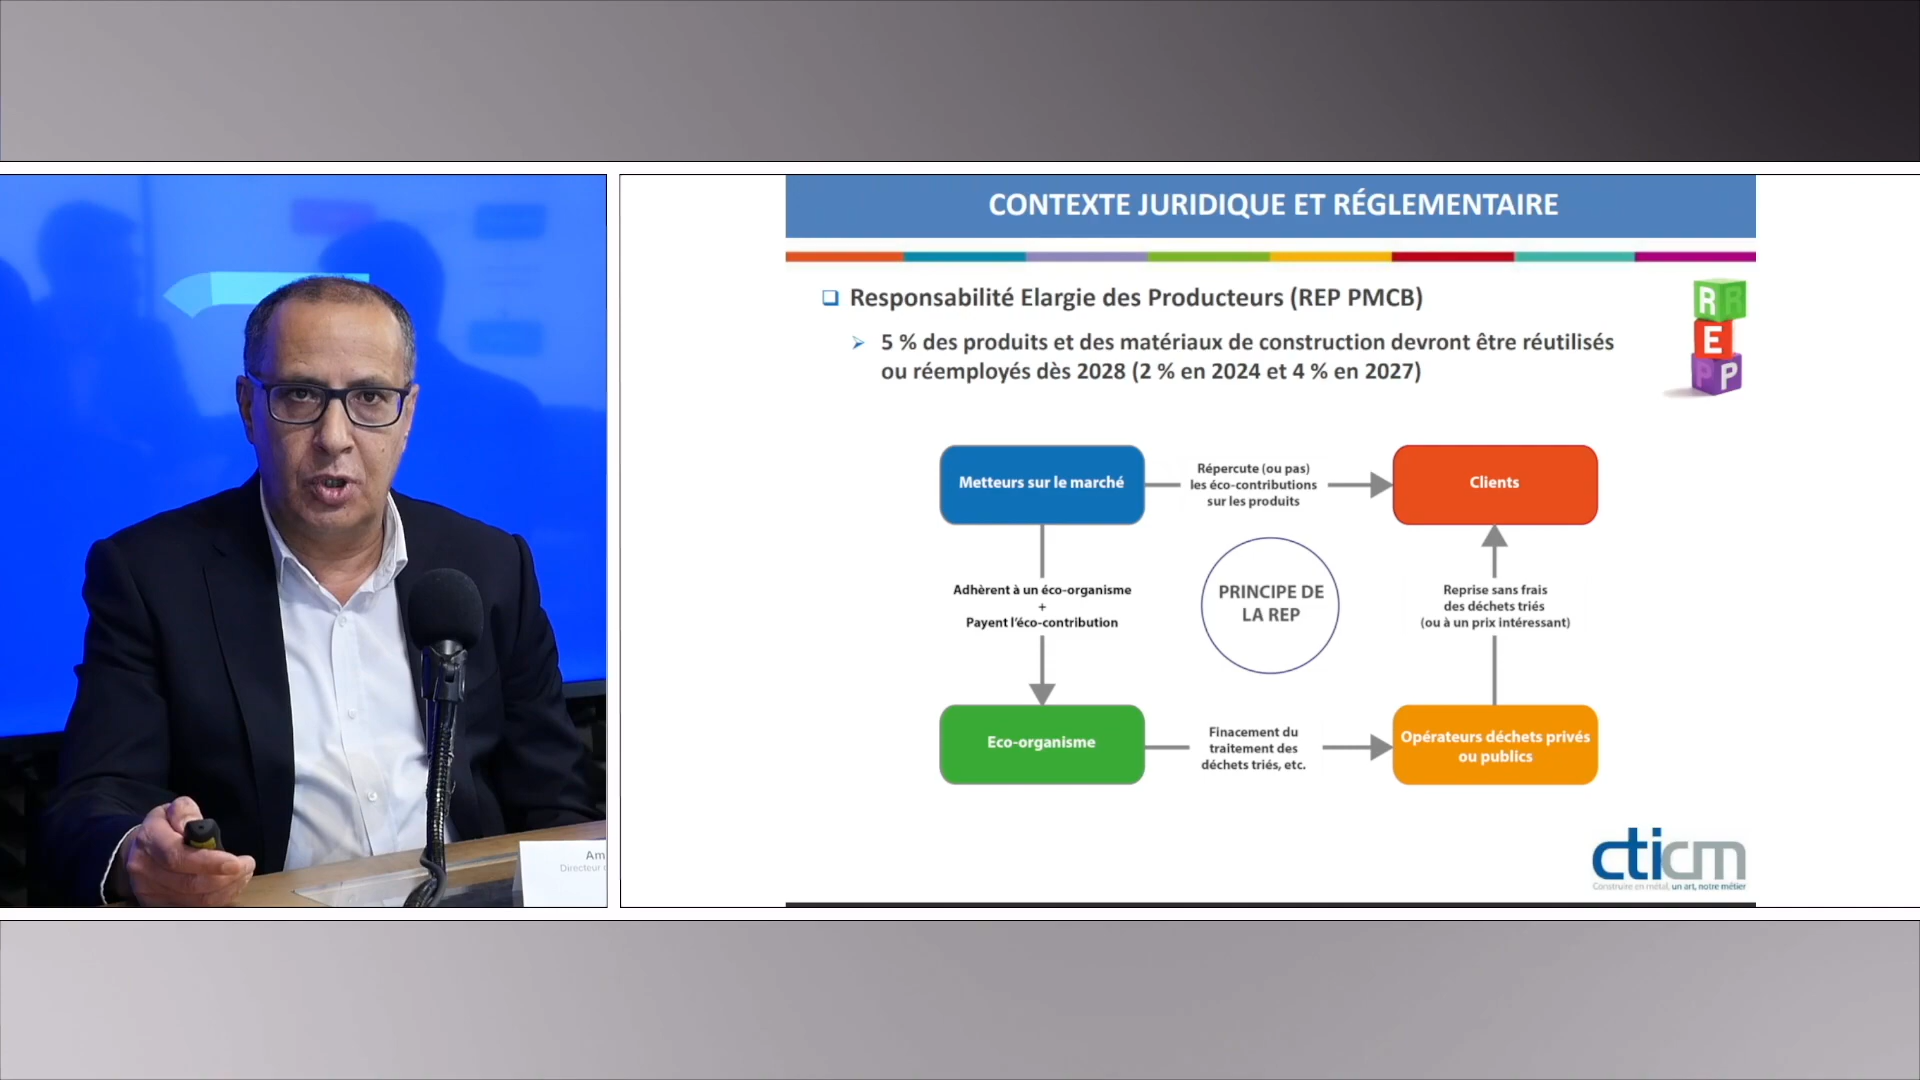 CONTEXTE JURIDIQUE ET RÉGLEMENTAIRE
Responsabilité Elargie des Producteurs (REP PMCB)
5 % des produits et des matériaux de construction devront être réutilisés
ou réemployés dès 2028 (2 % en 2024 et 4 % en 2027)
R
E
P
Metteurs sur le marché
Répercute (ou pas)
les éco-contributions
sur les produits
Clients
Adhèrent à un éco-organisme
+
Payent l'éco-contribution
PRINCIPE DE
LA REP
Reprise sans frais
des déchets triés
(ou à un prix intéressant)
Eco-organisme
Finacement du
traitement des
déchets triés, etc.
Opérateurs déchets privés
ou publics
cticm
Construire en métal, un art, notre métier
Am
Directeur